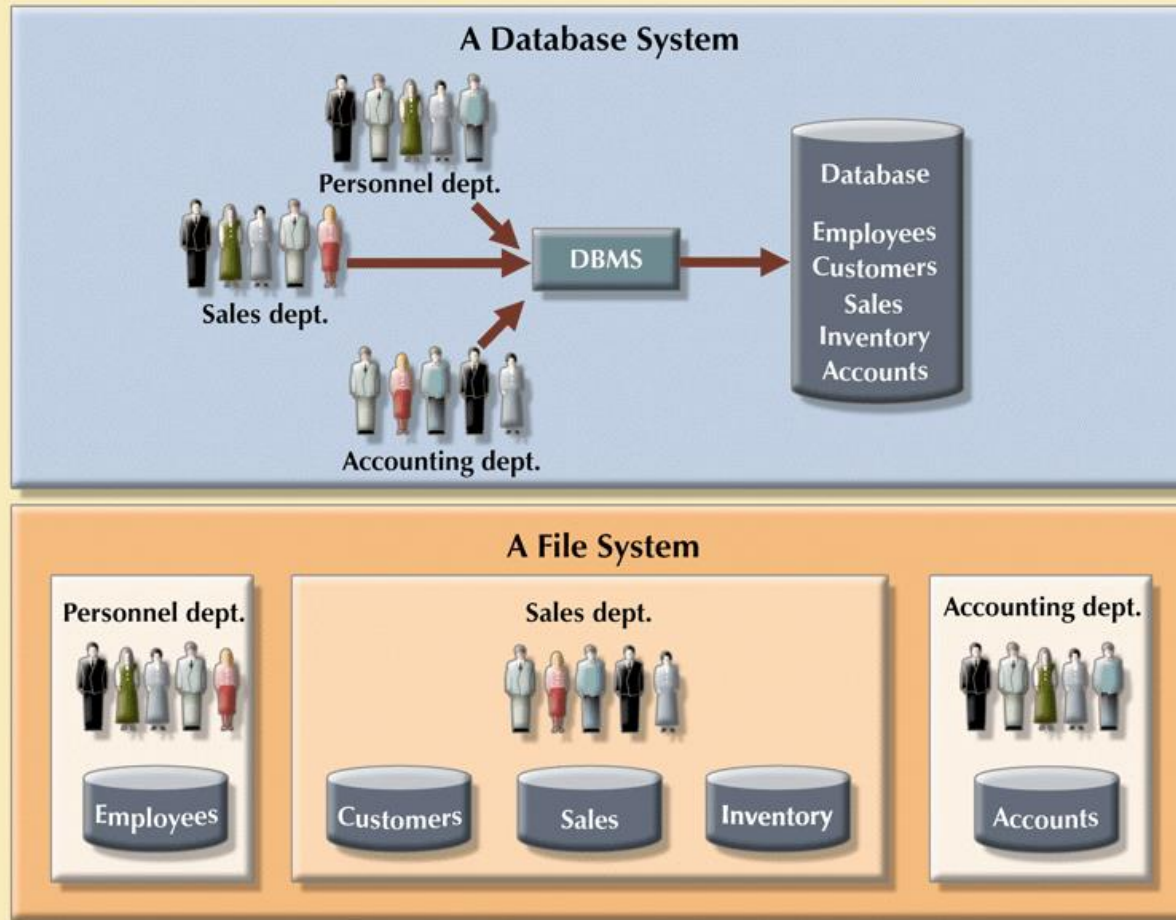 A Database System
Personnel dept.
Sales dept.
Accounting dept.
DBMS
Database
Employees
Customers
Sales
Inventory
Accounts
A File System
Personnel dept.
Employees
Sales dept.
Customers
Sales
Inventory
Accounting dept.
Accounts